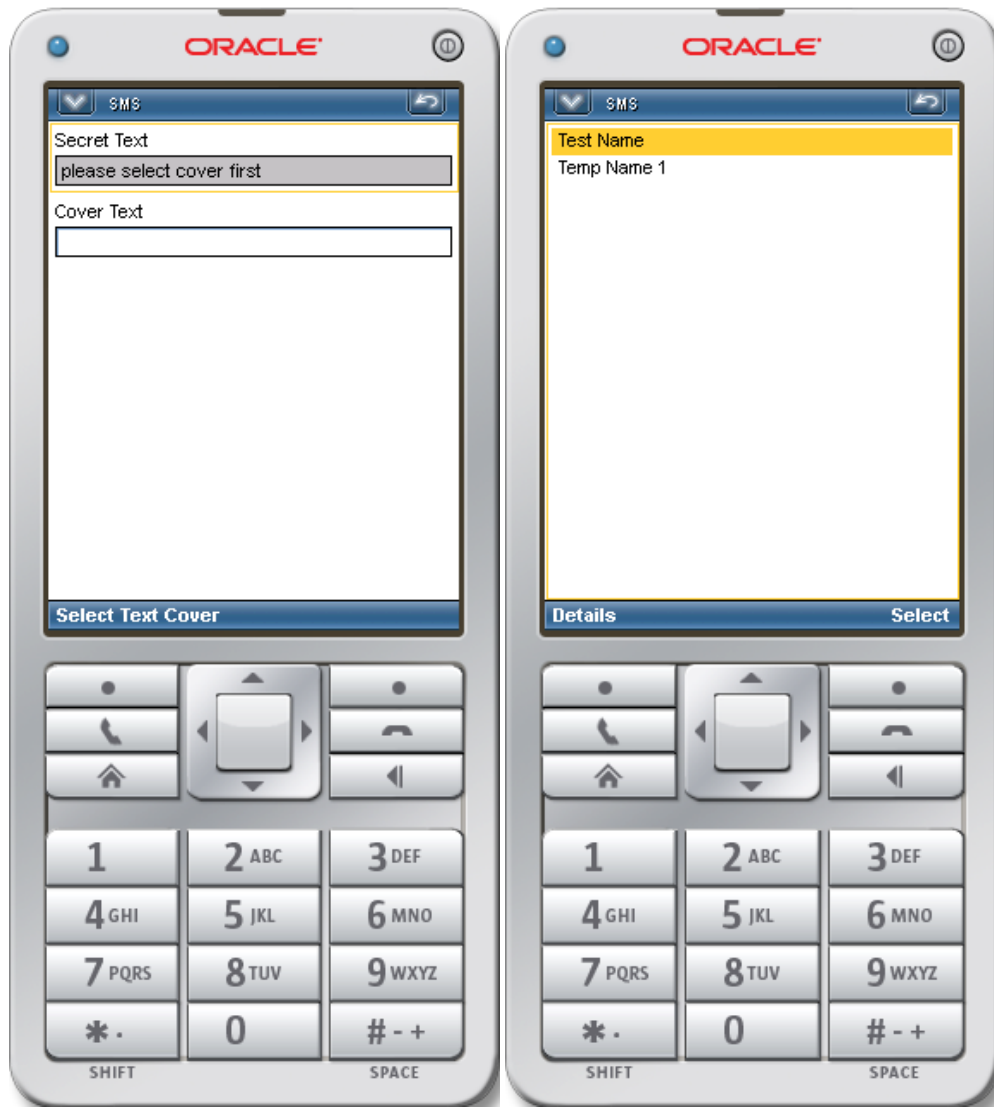 ORACLE
SMS
Secret Text
please select cover first
Cover Text
Select Text Cover
1
2 ABC
3 DEF
4 GHI
5 JKL
6 MNO
7 PQRS
8 TUV
9 WXYZ
* .
0
# - +
SHIFT
SPACE
ORACLE
SMS
Test Name
Temp Name 1
Details
Select
1
2 ABC
3 DEF
4 GHI
5 JKL
6 MNO
7 PQRS
8 TUV
9 WXYZ
* .
0
# - +
SHIFT
SPACE